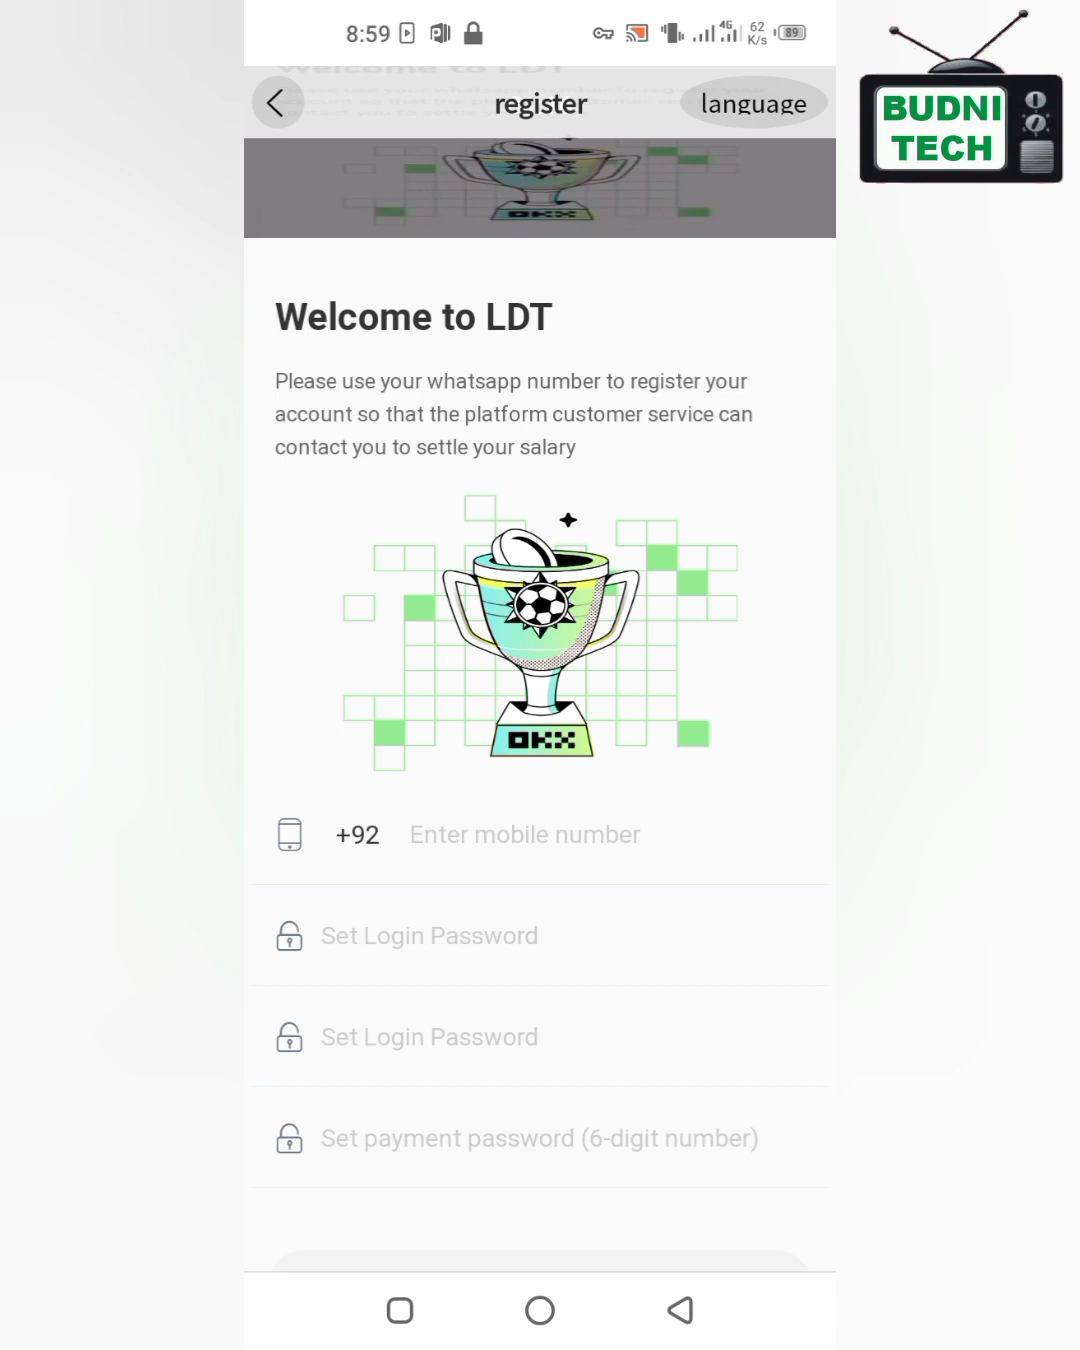 8:59
4G
62
K/s
89
BUDNI
TECH
register
language
OKX
Welcome to LDT
Please use your whatsapp number to register your
account so that the platform customer service can
contact you to settle your salary
OKX
+92 Enter mobile number
Set Login Password
Set Login Password
Set payment password (6-digit number)